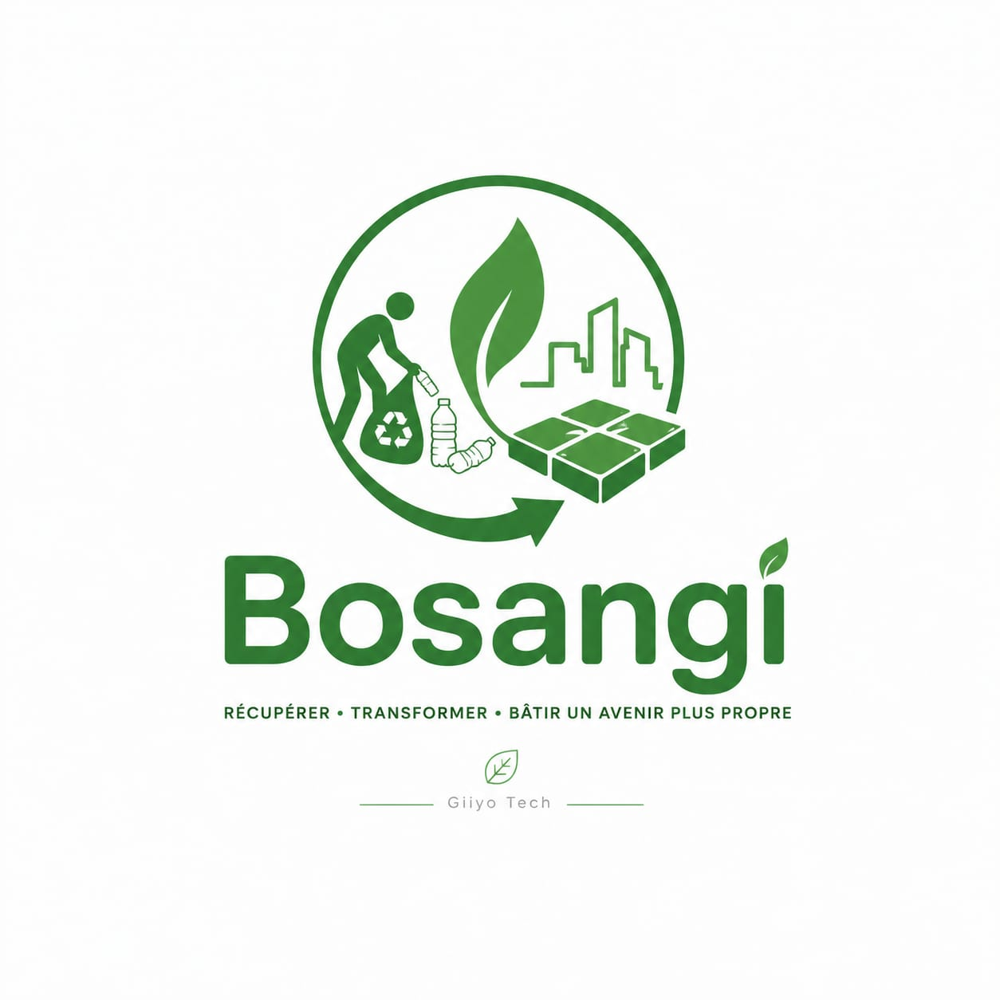 Bosangi
RÉCUPÉRER • TRANSFORMER • BÂTIR UN AVENIR PLUS PROPRE
Giiyo Tech